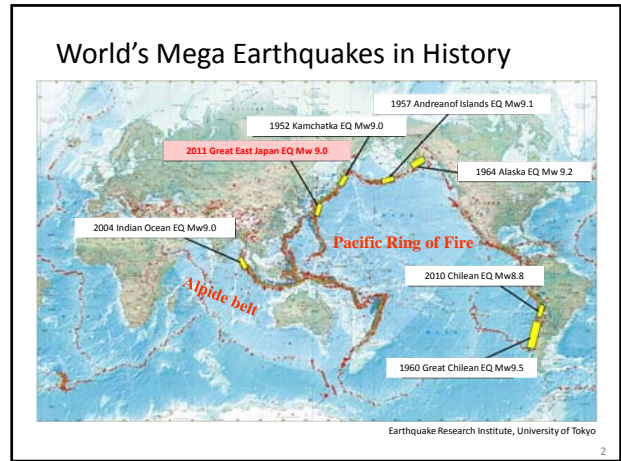 World's Mega Earthquakes in History
1957 Andreanof Islands EQ Mw9.1
1952 Kamchatka EQ Mw9.0
2011 Great East Japan EQ Mw 9.0
1964 Alaska EQ Mw 9.2
2004 Indian Ocean EQ Mw9.0
Pacific Ring of Fire
2010 Chilean EQ Mw8.8
Alpide belt
1960 Great Chilean EQ Mw9.5
Earthquake Research Institute, University of Tokyo
2